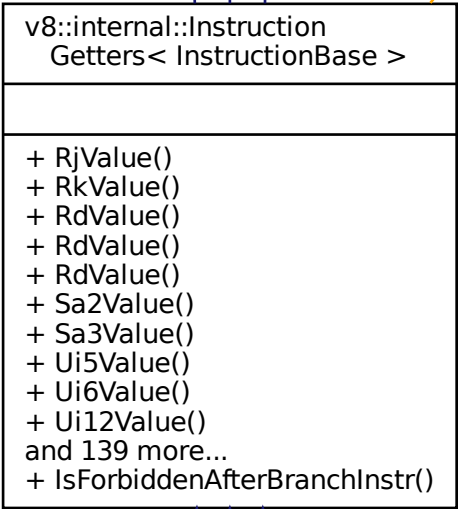 v8::internal::Instruction
Getters< InstructionBase >
+ RjValue()
+ RkValue()
+ RdValue()
+ RdValue()
+ RdValue()
+ Sa2Value()
+ Sa3Value()
+ Ui5Value()
+ Ui6Value()
+ Ui12Value()
and 139 more...
+ IsForbiddenAfterBranchInstr()